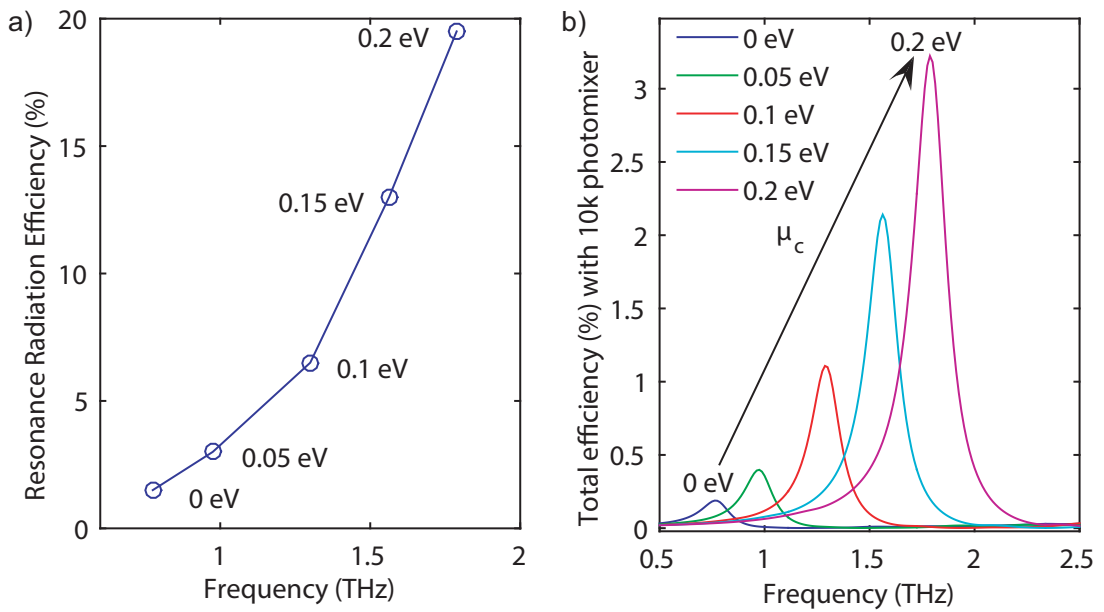 a)
Resonance Radiation Efficiency (%)
20
15
10
5
0
0.2 eV
0.15 eV
0.1 eV
0.05 eV
0 eV
1
1.5
2
Frequency (THz)
b)
Total efficiency (%) with 10k photomixer
3
2.5
2
1.5
1
0.5
0
0 eV
0.05 eV
0.1 eV
0.15 eV
0.2 eV
0.2 eV
μc
0 eV
0.5
1
1.5
2
2.5
Frequency (THz)